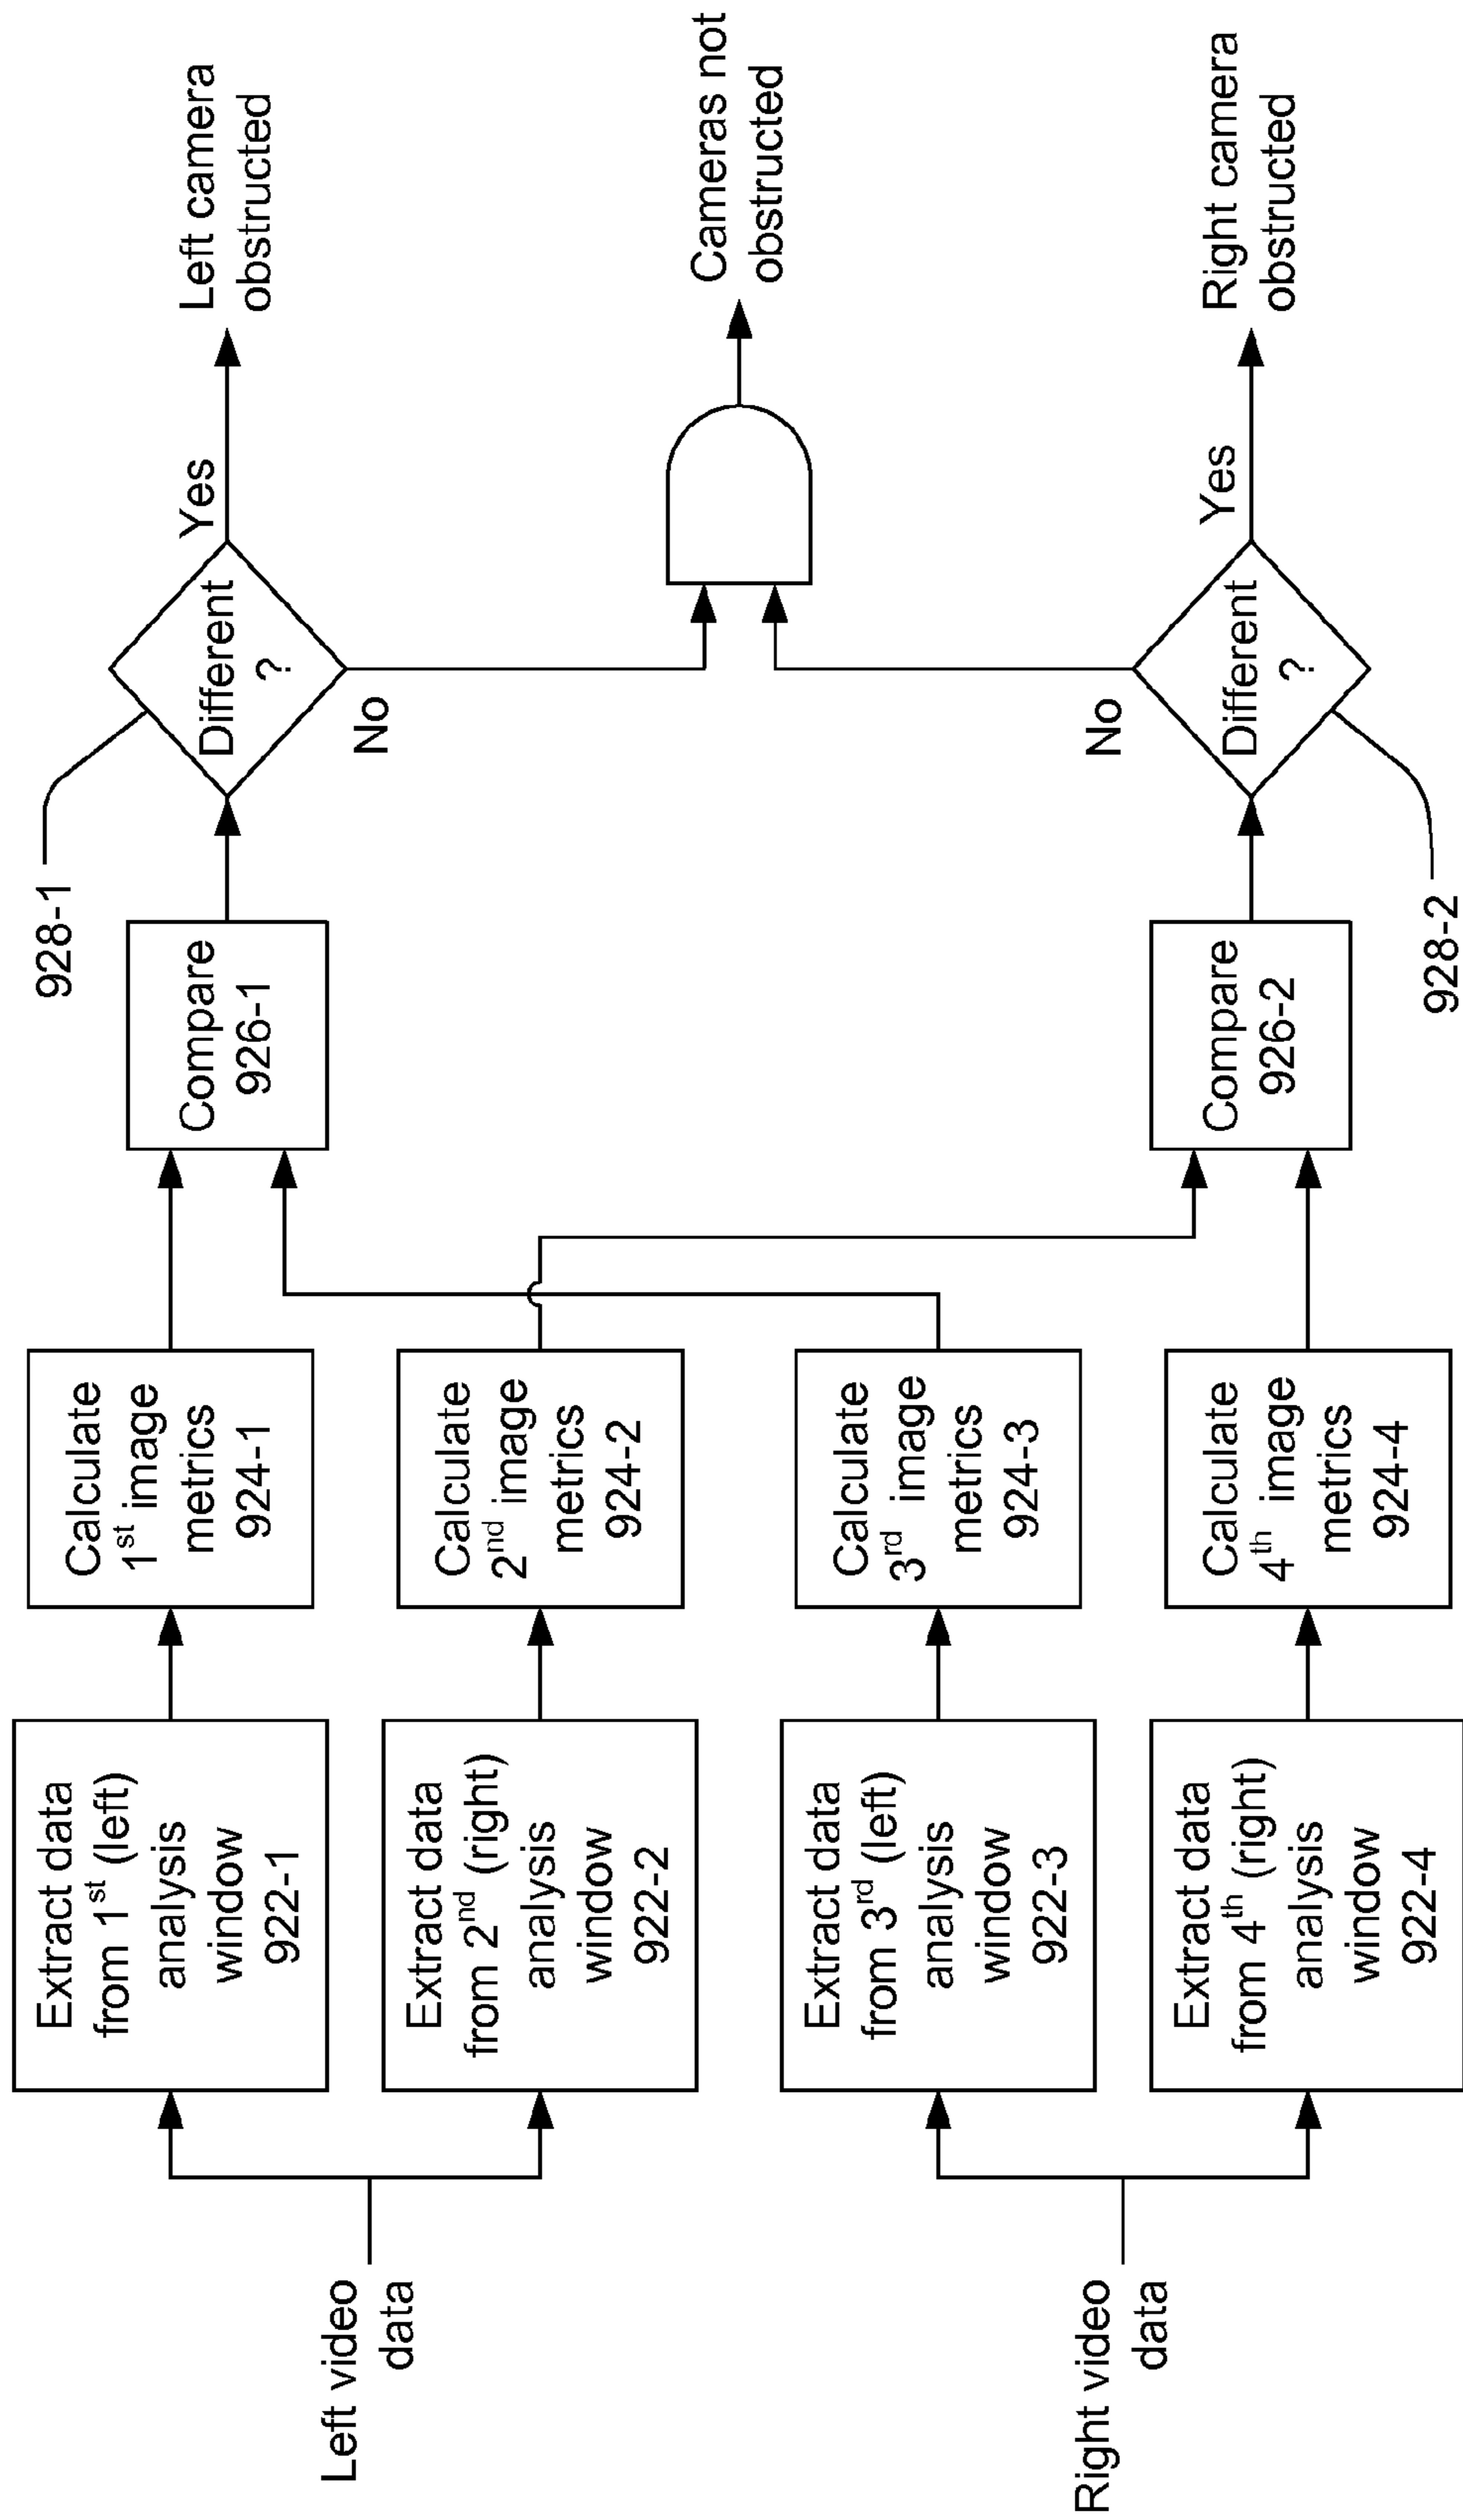 Left video
data
Right video
data
Extract data
from 1st (left)
analysis
window
922-1
Extract data
from 2nd (right)
analysis
window
922-2
Extract data
from 3rd (left)
analysis
window
922-3
Extract data
from 4th (right)
analysis
window
922-4
Calculate
1st image
metrics
924-1
Calculate
2nd image
metrics
924-2
Calculate
3rd image
metrics
924-3
Calculate
4th image
metrics
924-4
Compare
926-1
Compare
926-2
928-1
Different
?
Yes
No
Left camera
obstructed
Cameras not
obstructed
No
Different
?
Yes
928-2
Right camera
obstructed